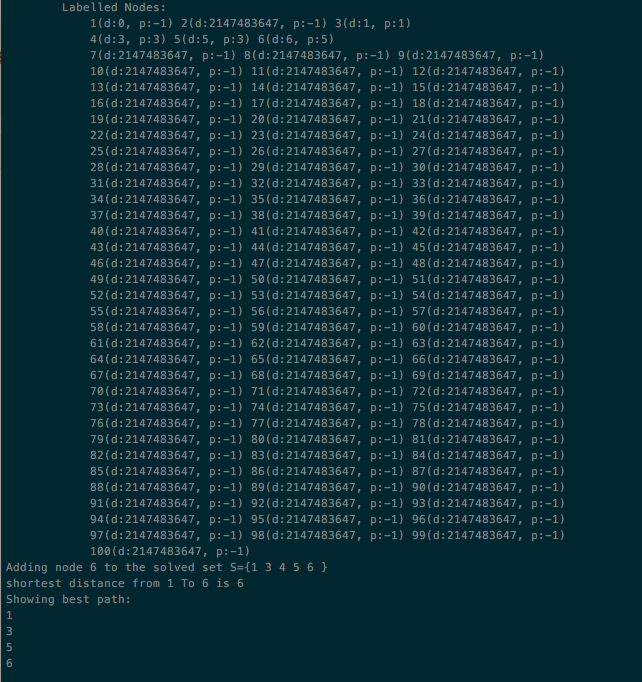 Labelled Nodes:
1(d:0, p:-1) 2(d:2147483647, p:-1) 3(d:1, p:1)
4(d:3, p:3) 5(d:5, p:3) 6(d:6, p:5)
7(d:2147483647, p:-1) 8(d:2147483647, p:-1) 9(d:2147483647, p:-1)
10(d:2147483647, p:-1) 11(d:2147483647, p:-1) 12(d:2147483647, p:-1)
13(d:2147483647, p:-1) 14(d:2147483647, p:-1) 15(d:2147483647, p:-1)
16(d:2147483647, p:-1) 17(d:2147483647, p:-1) 18(d:2147483647, p:-1)
19(d:2147483647, p:-1) 20(d:2147483647, p:-1) 21(d:2147483647, p:-1)
22(d:2147483647, p:-1) 23(d:2147483647, p:-1) 24(d:2147483647, p:-1)
25(d:2147483647, p:-1) 26(d:2147483647, p:-1) 27(d:2147483647, p:-1)
28(d:2147483647, p:-1) 29(d:2147483647, p:-1) 30(d:2147483647, p:-1)
31(d:2147483647, p:-1) 32(d:2147483647, p:-1) 33(d:2147483647, p:-1)
34(d:2147483647, p:-1) 35(d:2147483647, p:-1) 36(d:2147483647, p:-1)
37(d:2147483647, p:-1) 38(d:2147483647, p:-1) 39(d:2147483647, p:-1)
40(d:2147483647, p:-1) 41(d:2147483647, p:-1) 42(d:2147483647, p:-1)
43(d:2147483647, p:-1) 44(d:2147483647, p:-1) 45(d:2147483647, p:-1)
46(d:2147483647, p:-1) 47(d:2147483647, p:-1) 48(d:2147483647, p:-1)
49(d:2147483647, p:-1) 50(d:2147483647, p:-1) 51(d:2147483647, p:-1)
52(d:2147483647, p:-1) 53(d:2147483647, p:-1) 54(d:2147483647, p:-1)
55(d:2147483647, p:-1) 56(d:2147483647, p:-1) 57(d:2147483647, p:-1)
58(d:2147483647, p:-1) 59(d:2147483647, p:-1) 60(d:2147483647, p:-1)
61(d:2147483647, p:-1) 62(d:2147483647, p:-1) 63(d:2147483647, p:-1)
64(d:2147483647, p:-1) 65(d:2147483647, p:-1) 66(d:2147483647, p:-1)
67(d:2147483647, p:-1) 68(d:2147483647, p:-1) 69(d:2147483647, p:-1)
70(d:2147483647, p:-1) 71(d:2147483647, p:-1) 72(d:2147483647, p:-1)
73(d:2147483647, p:-1) 74(d:2147483647, p:-1) 75(d:2147483647, p:-1)
76(d:2147483647, p:-1) 77(d:2147483647, p:-1) 78(d:2147483647, p:-1)
79(d:2147483647, p:-1) 80(d:2147483647, p:-1) 81(d:2147483647, p:-1)
82(d:2147483647, p:-1) 83(d:2147483647, p:-1) 84(d:2147483647, p:-1)
85(d:2147483647, p:-1) 86(d:2147483647, p:-1) 87(d:2147483647, p:-1)
88(d:2147483647, p:-1) 89(d:2147483647, p:-1) 90(d:2147483647, p:-1)
91(d:2147483647, p:-1) 92(d:2147483647, p:-1) 93(d:2147483647, p:-1)
94(d:2147483647, p:-1) 95(d:2147483647, p:-1) 96(d:2147483647, p:-1)
97(d:2147483647, p:-1) 98(d:2147483647, p:-1) 99(d:2147483647, p:-1)
100(d:2147483647, p:-1)
Adding node 6 to the solved set S={1 3 4 5 6 }
shortest distance from 1 To 6 is 6
Showing best path:
1
3
5
6